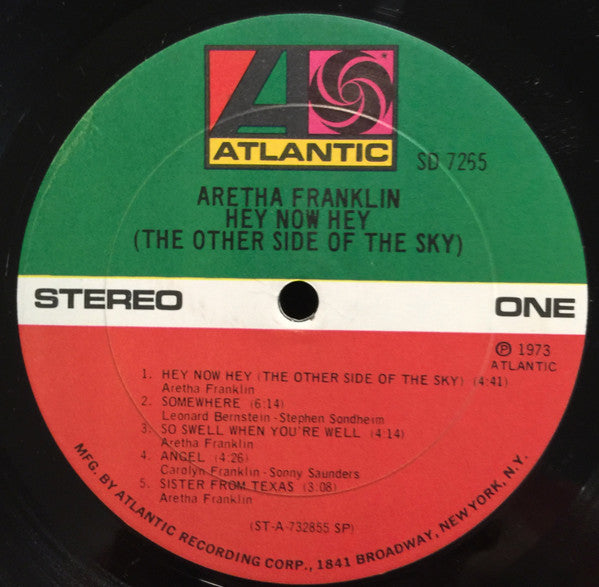 ATLANTIC
SD 7265
ARETHA FRANKLIN
HEY NOW HEY
(THE OTHER SIDE OF THE SKY)
STEREO
ONE
Ⓟ 1973
ATLANTIC
1. HEY NOW HEY (THE OTHER SIDE OF THE SKY) (4:41)
Aretha Franklin
2. SOMEWHERE (6:14)
Leonard Bernstein-Stephen Sondheim
3. SO SWELL WHEN YOU'RE WELL (4:14)
Aretha Franklin
4. ANGEL (4:26)
Carolyn Franklin-Sonny Saunders
5. SISTER FROM TEXAS (3:08)
Aretha Franklin
(ST-A-732855 SP)
MFG. BY ATLANTIC RECORDING CORP., 1841 BROADWAY, NEW YORK, N.Y.